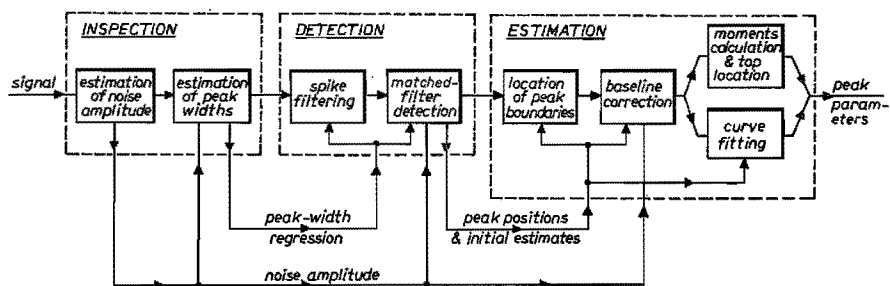 INSPECTION
DETECTION
ESTIMATION
signal
estimation
of noise
amplitude
estimation
of peak
widths
spike
filtering
matched-
filter
detection
location
of peak
boundaries
baseline
correction
moments
calculation
& top
location
curve
fitting
peak
param-
eters
peak-width
regression
peak positions
& initial estimates
noise amplitude